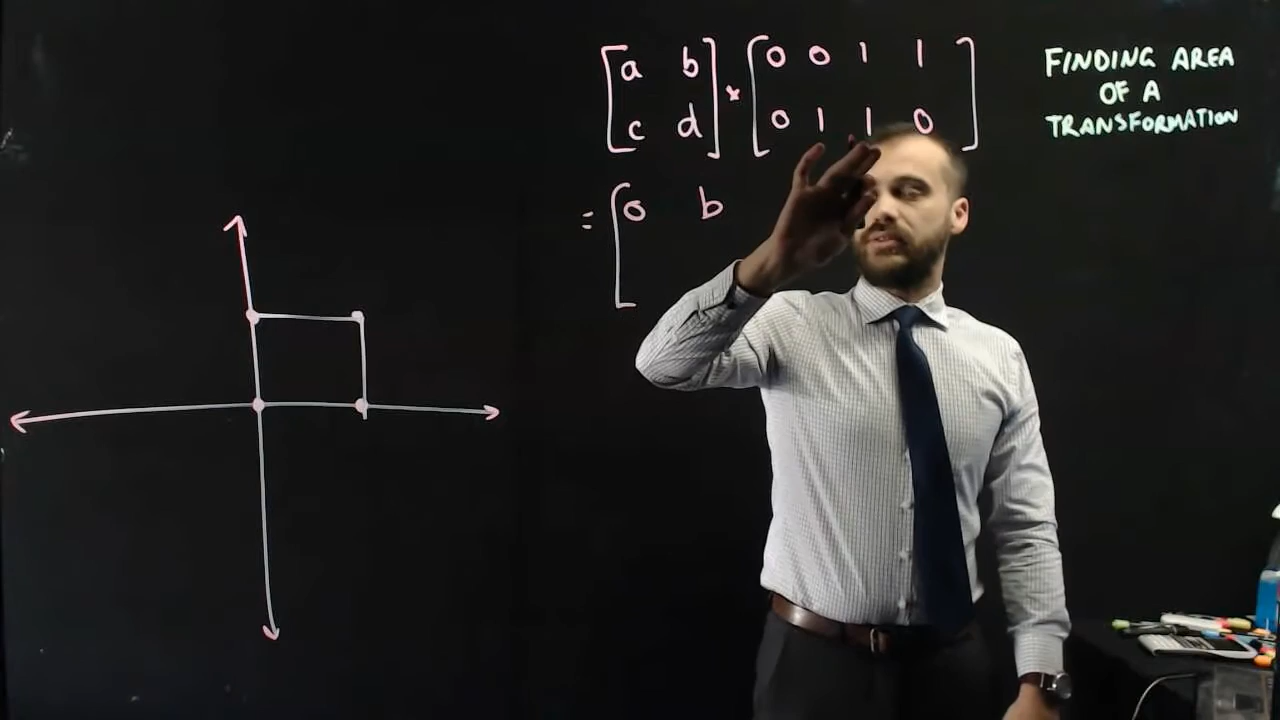 [a b] × [0 0 1 1]
[c d] [0 1 1 0]
= [0 b
FINDING AREA
OF A
TRANSFORMATION